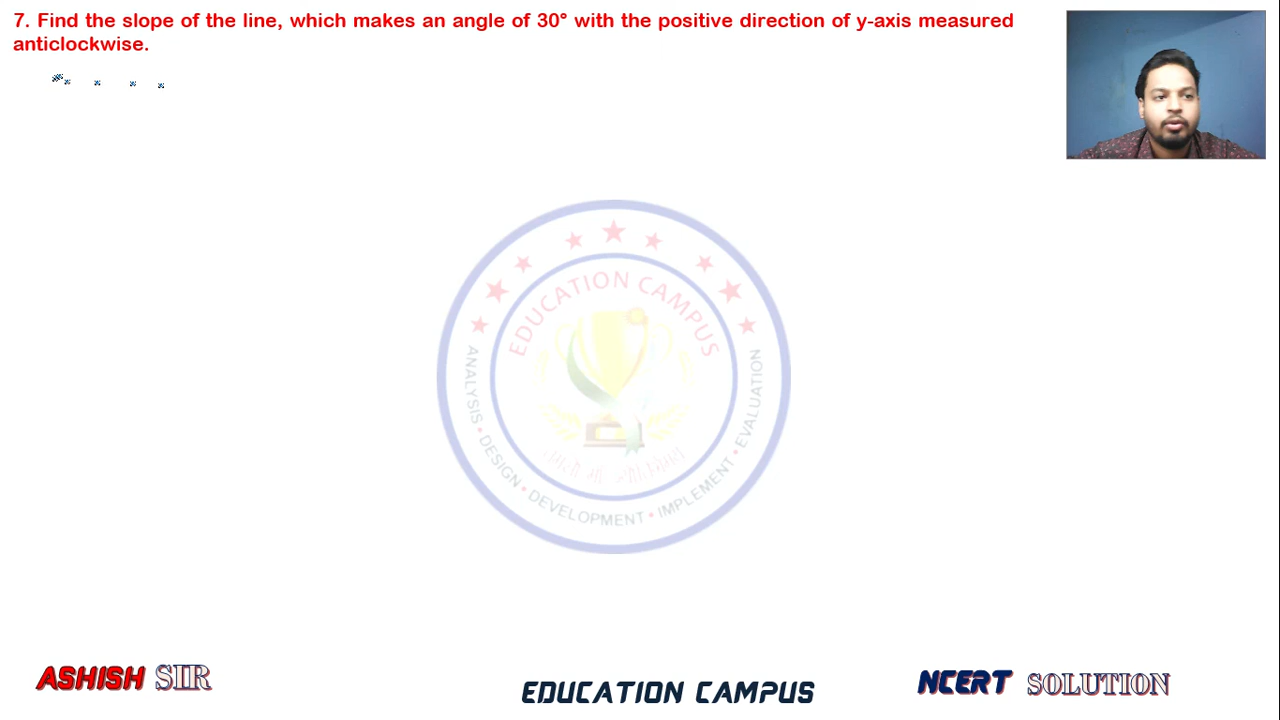 7. Find the slope of the line, which makes an angle of 30° with the positive direction of y-axis measured
anticlockwise.
EDUCATION CAMPUS
ANALYSIS • DESIGN • DEVELOPMENT • IMPLEMENT • EVALUATION
ASHISH SIR
EDUCATION CAMPUS
NCERT SOLUTION